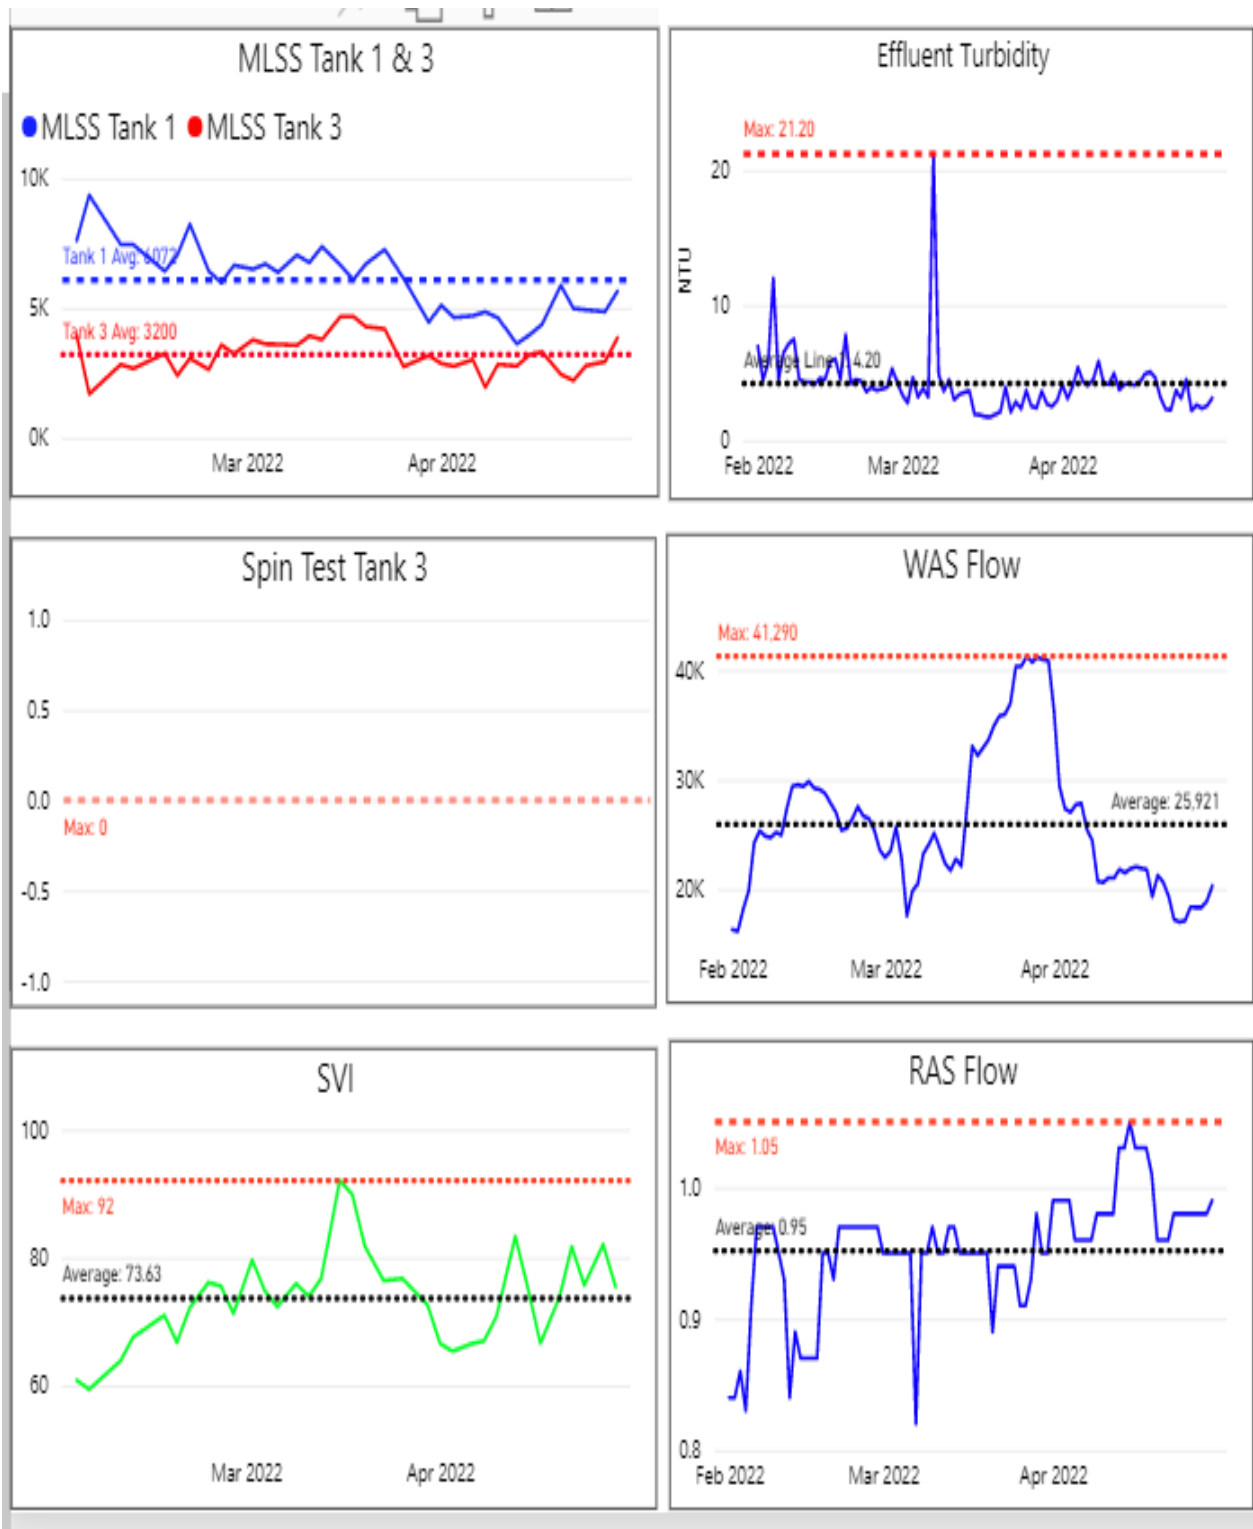 MLSS Tank 1 & 3
MLSS Tank 1 MLSS Tank 3
10K
Tank 1 Avg: 6072
5K
Tank 3 Avg: 3200
0K
Mar 2022 Apr 2022
Effluent Turbidity
Max: 21.20
20
NTU
10
Average Line 1: 4.20
0
Feb 2022 Mar 2022 Apr 2022
Spin Test Tank 3
1.0
0.5
0.0
Max: 0
-0.5
-1.0
WAS Flow
Max: 41,290
40K
30K
Average: 25,921
20K
Feb 2022 Mar 2022 Apr 2022
SVI
100
Max: 92
80
Average: 73.63
60
Mar 2022 Apr 2022
RAS Flow
Max: 1.05
1.0
Average: 0.95
0.9
0.8
Feb 2022 Mar 2022 Apr 2022